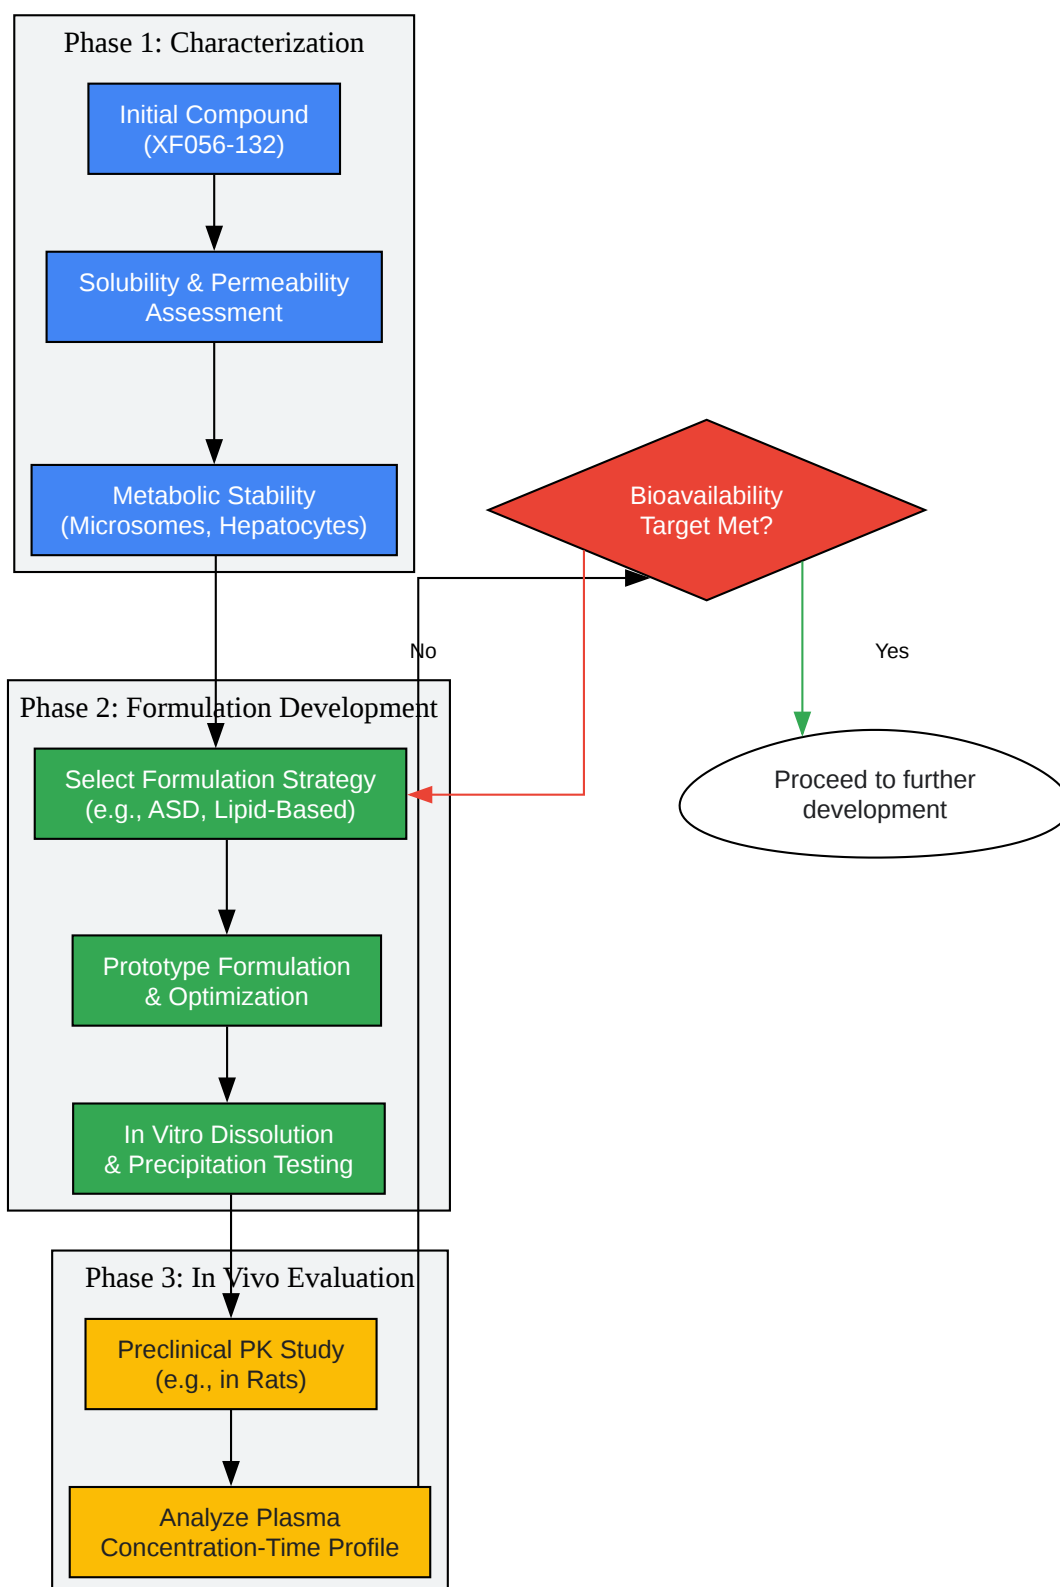 Phase 1: Characterization
Initial Compound
(XF056-132)
Solubility & Permeability
Assessment
Metabolic Stability
(Microsomes, Hepatocytes)
Bioavailability
Target Met?
No
Yes
Phase 2: Formulation Development
Select Formulation Strategy
(e.g., ASD, Lipid-Based)
Proceed to further
development
Prototype Formulation
& Optimization
In Vitro Dissolution
& Precipitation Testing
Phase 3: In Vivo Evaluation
Preclinical PK Study
(e.g., in Rats)
Analyze Plasma
Concentration-Time Profile